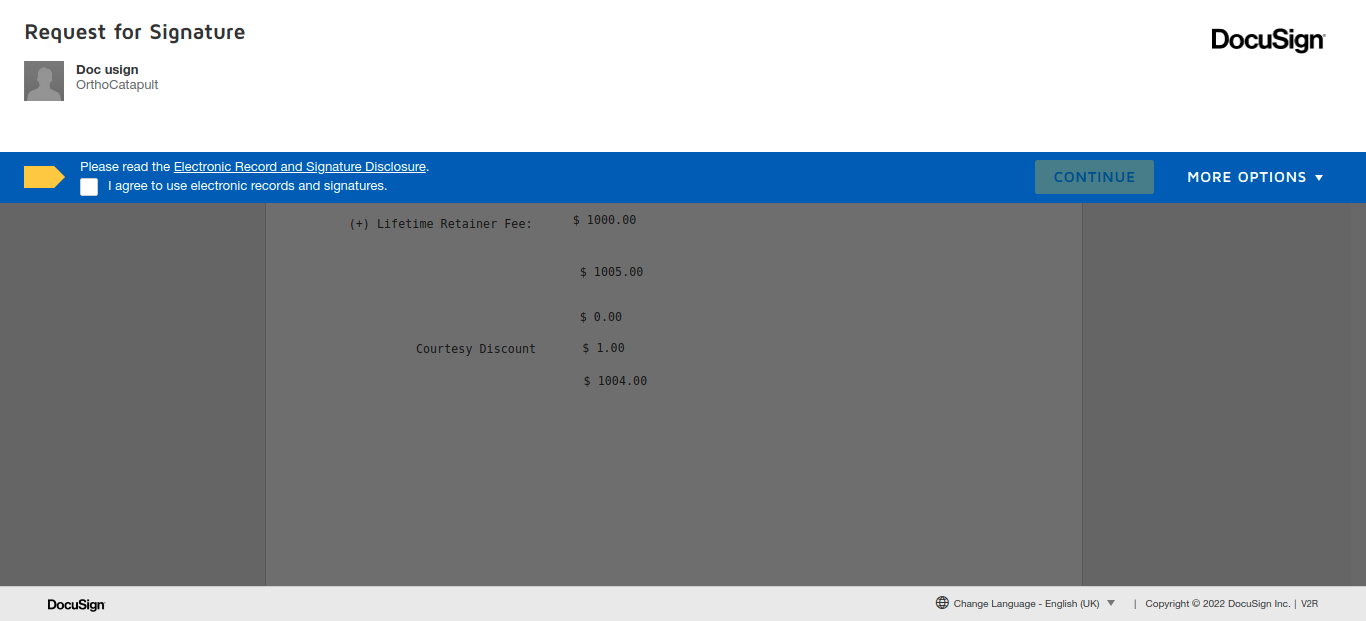 Request for Signature
DocuSign
Doc usign
OrthoCatapult
Please read the Electronic Record and Signature Disclosure.
I agree to use electronic records and signatures.
CONTINUE
MORE OPTIONS
(+) Lifetime Retainer Fee: $ 1000.00
$ 1005.00
$ 0.00
Courtesy Discount $ 1.00
$ 1004.00
DocuSign
Change Language - English (UK) | Copyright © 2022 DocuSign Inc. | V2R